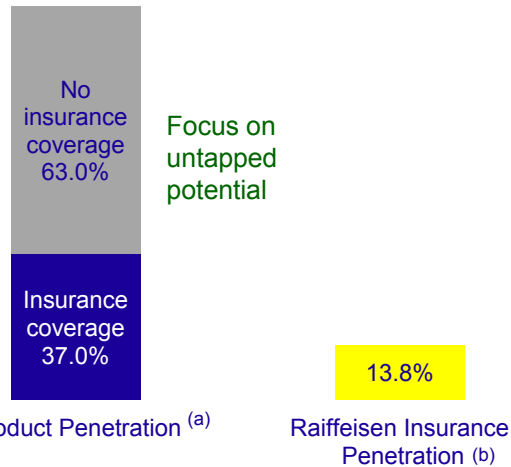 No
insurance
coverage
63.0%
Focus on
untapped
potential
Insurance
coverage
37.0%
13.8%
Penetration (a)
Raiffeisen Insurance
Penetration (b)